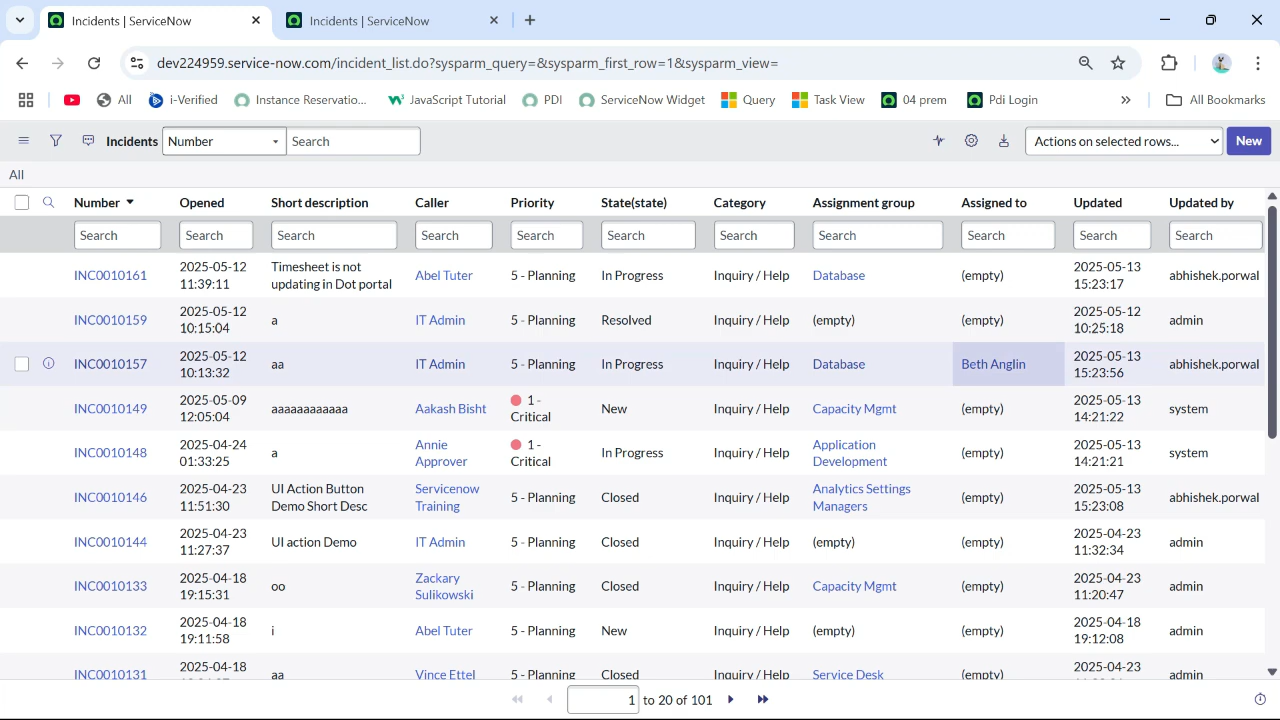 Incidents | ServiceNow
Incidents | ServiceNow
dev224959.service-now.com/incident_list.do?sysparm_query=&sysparm_first_row=1&sysparm_view=
All i-Verified Instance Reservatio... JavaScript Tutorial PDI ServiceNow Widget Query Task View 04 prem Pdi Login » All Bookmarks
Incidents Number Search Actions on selected rows... New
All
Number Opened Short description Caller Priority State(state) Category Assignment group Assigned to Updated Updated by
Search Search Search Search Search Search Search Search Search Search Search
INC0010161 2025-05-12 11:39:11 Timesheet is not updating in Dot portal Abel Tuter 5 - Planning In Progress Inquiry / Help Database (empty) 2025-05-13 15:23:17 abhishek.porwal
INC0010159 2025-05-12 10:15:04 a IT Admin 5 - Planning Resolved Inquiry / Help (empty) (empty) 2025-05-12 10:25:18 admin
INC0010157 2025-05-12 10:13:32 aa IT Admin 5 - Planning In Progress Inquiry / Help Database Beth Anglin 2025-05-13 15:23:56 abhishek.porwal
INC0010149 2025-05-09 12:05:04 aaaaaaaaaaaa Aakash Bisht 1 - Critical New Inquiry / Help Capacity Mgmt (empty) 2025-05-13 14:21:22 system
INC0010148 2025-04-24 01:33:25 a Annie Approver 1 - Critical In Progress Inquiry / Help Application Development (empty) 2025-05-13 14:21:21 system
INC0010146 2025-04-23 11:51:30 UI Action Button Demo Short Desc Servicenow Training 5 - Planning Closed Inquiry / Help Analytics Settings Managers (empty) 2025-05-13 15:23:08 abhishek.porwal
INC0010144 2025-04-23 11:27:37 UI action Demo IT Admin 5 - Planning Closed Inquiry / Help (empty) (empty) 2025-04-23 11:32:34 admin
INC0010133 2025-04-18 19:15:31 oo Zackary Sulikowski 5 - Planning Closed Inquiry / Help Capacity Mgmt (empty) 2025-04-23 11:20:47 admin
INC0010132 2025-04-18 19:11:58 i Abel Tuter 5 - Planning New Inquiry / Help (empty) (empty) 2025-04-18 19:12:08 admin
INC0010131 2025-04-18 aa Vince Ettel 5 - Planning Closed Inquiry / Help Service Desk (empty) 2025-04-23 admin
1 to 20 of 101